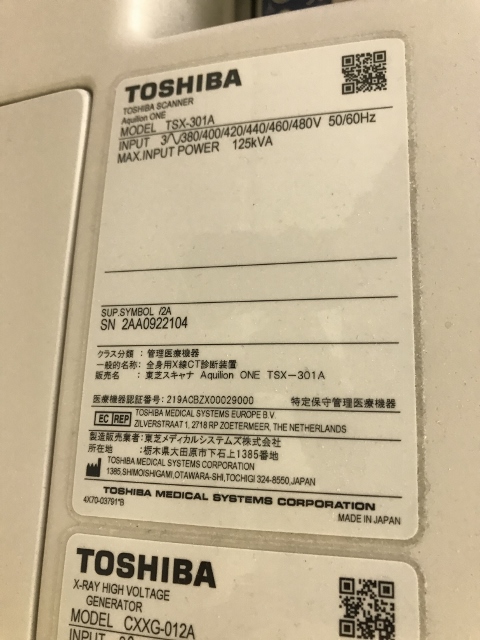 TOSHIBA
TOSHIBA SCANNER
Aquilion ONE
MODEL TSX-301A
INPUT 3/\/380/400/420/440/460/480V 50/60Hz
MAX.INPUT POWER 125kVA
SUP.SYMBOL /2A
SN 2AA0922104
クラス分類 : 管理医療機器
一般的名称: 全身用X線CT診断装置
販売名 : 東芝スキャナ Aquilion ONE TSX-301A
医療機器認証番号: 219ACBZX00029000 特定保守管理医療機器
EC REP TOSHIBA MEDICAL SYSTEMS EUROPE B.V.
ZILVERSTRAAT 1, 2718 RP ZOETERMEER, THE NETHERLANDS
製造販売業者:東芝メディカルシステムズ株式会社
所在地 :栃木県大田原市下石上1385番地
TOSHIBA MEDICAL SYSTEMS CORPORATION
1385,SHIMOISHIGAMI,OTAWARA-SHI,TOCHIGI 324-8550,JAPAN
TOSHIBA MEDICAL SYSTEMS CORPORATION
4X70-03791*B
MADE IN JAPAN
TOSHIBA
X-RAY HIGH VOLTAGE
GENERATOR
MODEL CXXG-012A
INPUT